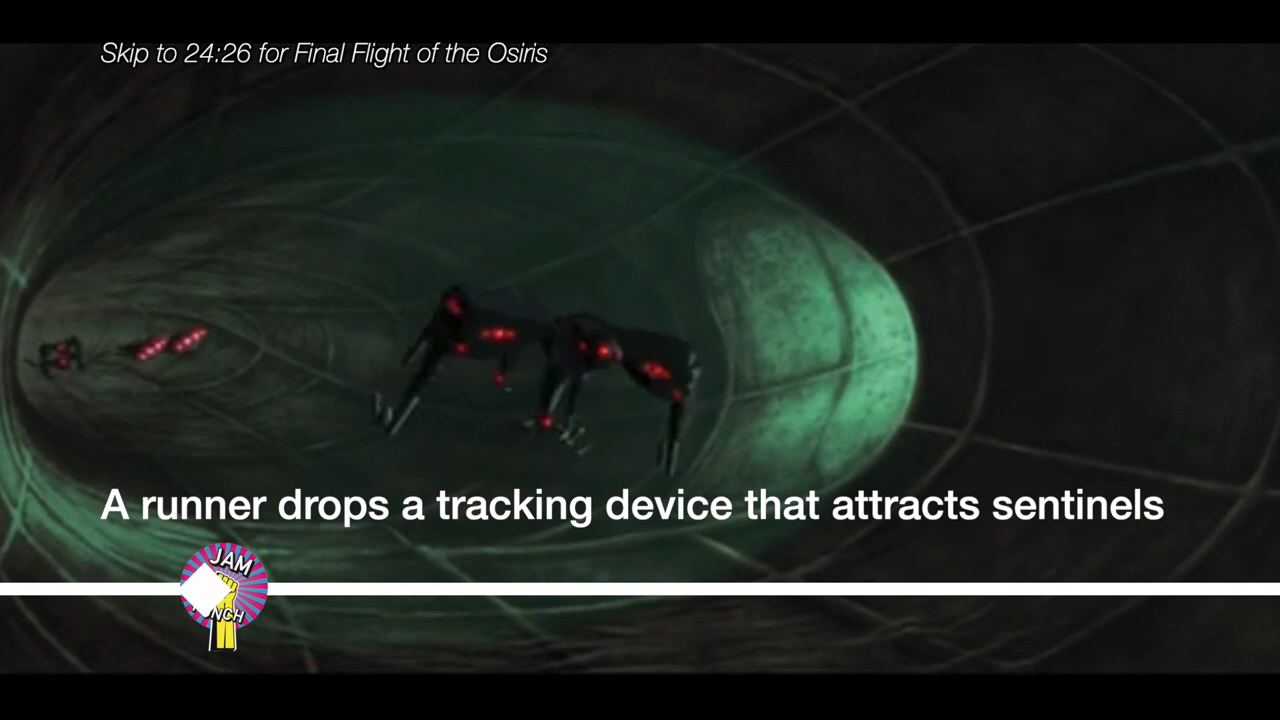 Skip to 24:26 for Final Flight of the Osiris
A runner drops a tracking device that attracts sentinels
JAM